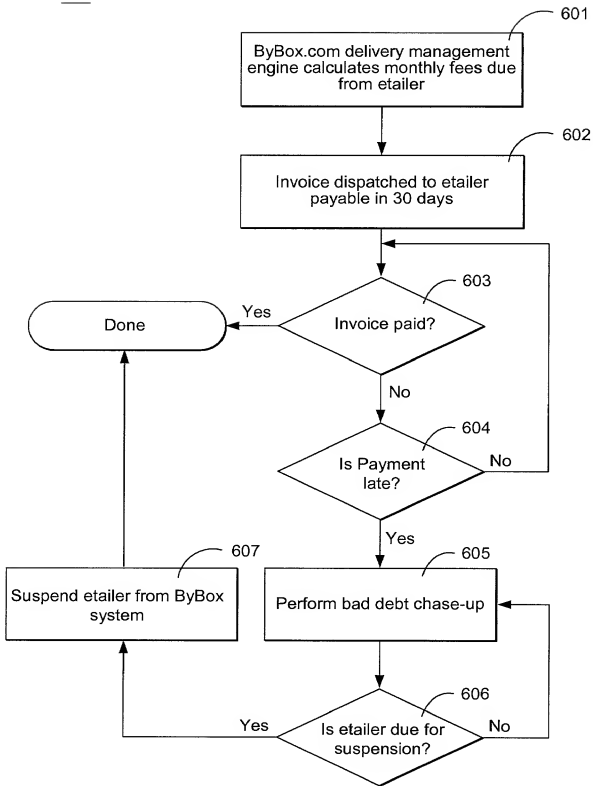 601
ByBox.com delivery management
engine calculates monthly fees due
from etailer
602
Invoice dispatched to etailer
payable in 30 days
603
Invoice paid?
Yes
Done
No
604
Is Payment
late?
No
Yes
605
Perform bad debt chase-up
607
Suspend etailer from ByBox
system
606
Is etailer due for
suspension?
Yes
No